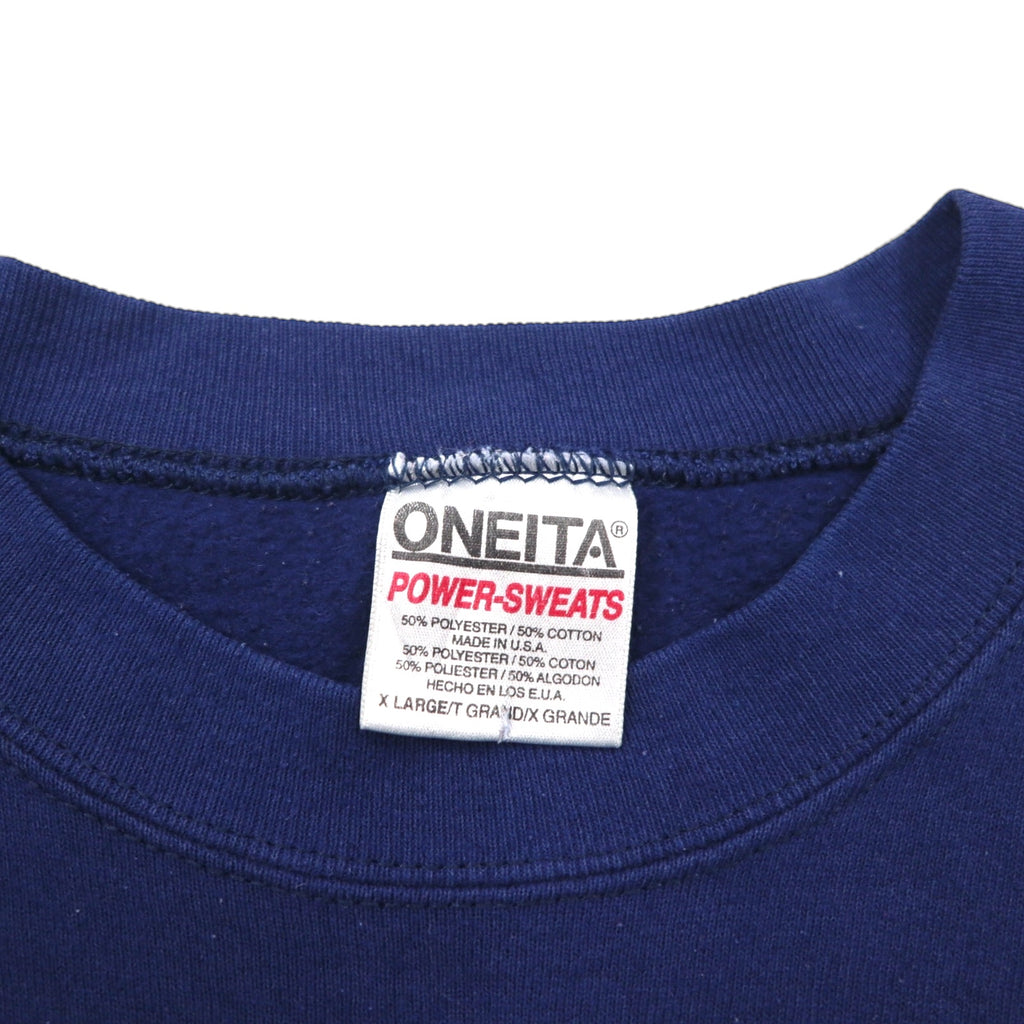 ONEITA®
POWER-SWEATS
50% POLYESTER / 50% COTTON
MADE IN U.S.A.
50% POLYESTER / 50% COTON
50% POLIESTER / 50% ALGODON
HECHO EN LOS E.U.A.
X LARGE/T GRAND/X GRANDE